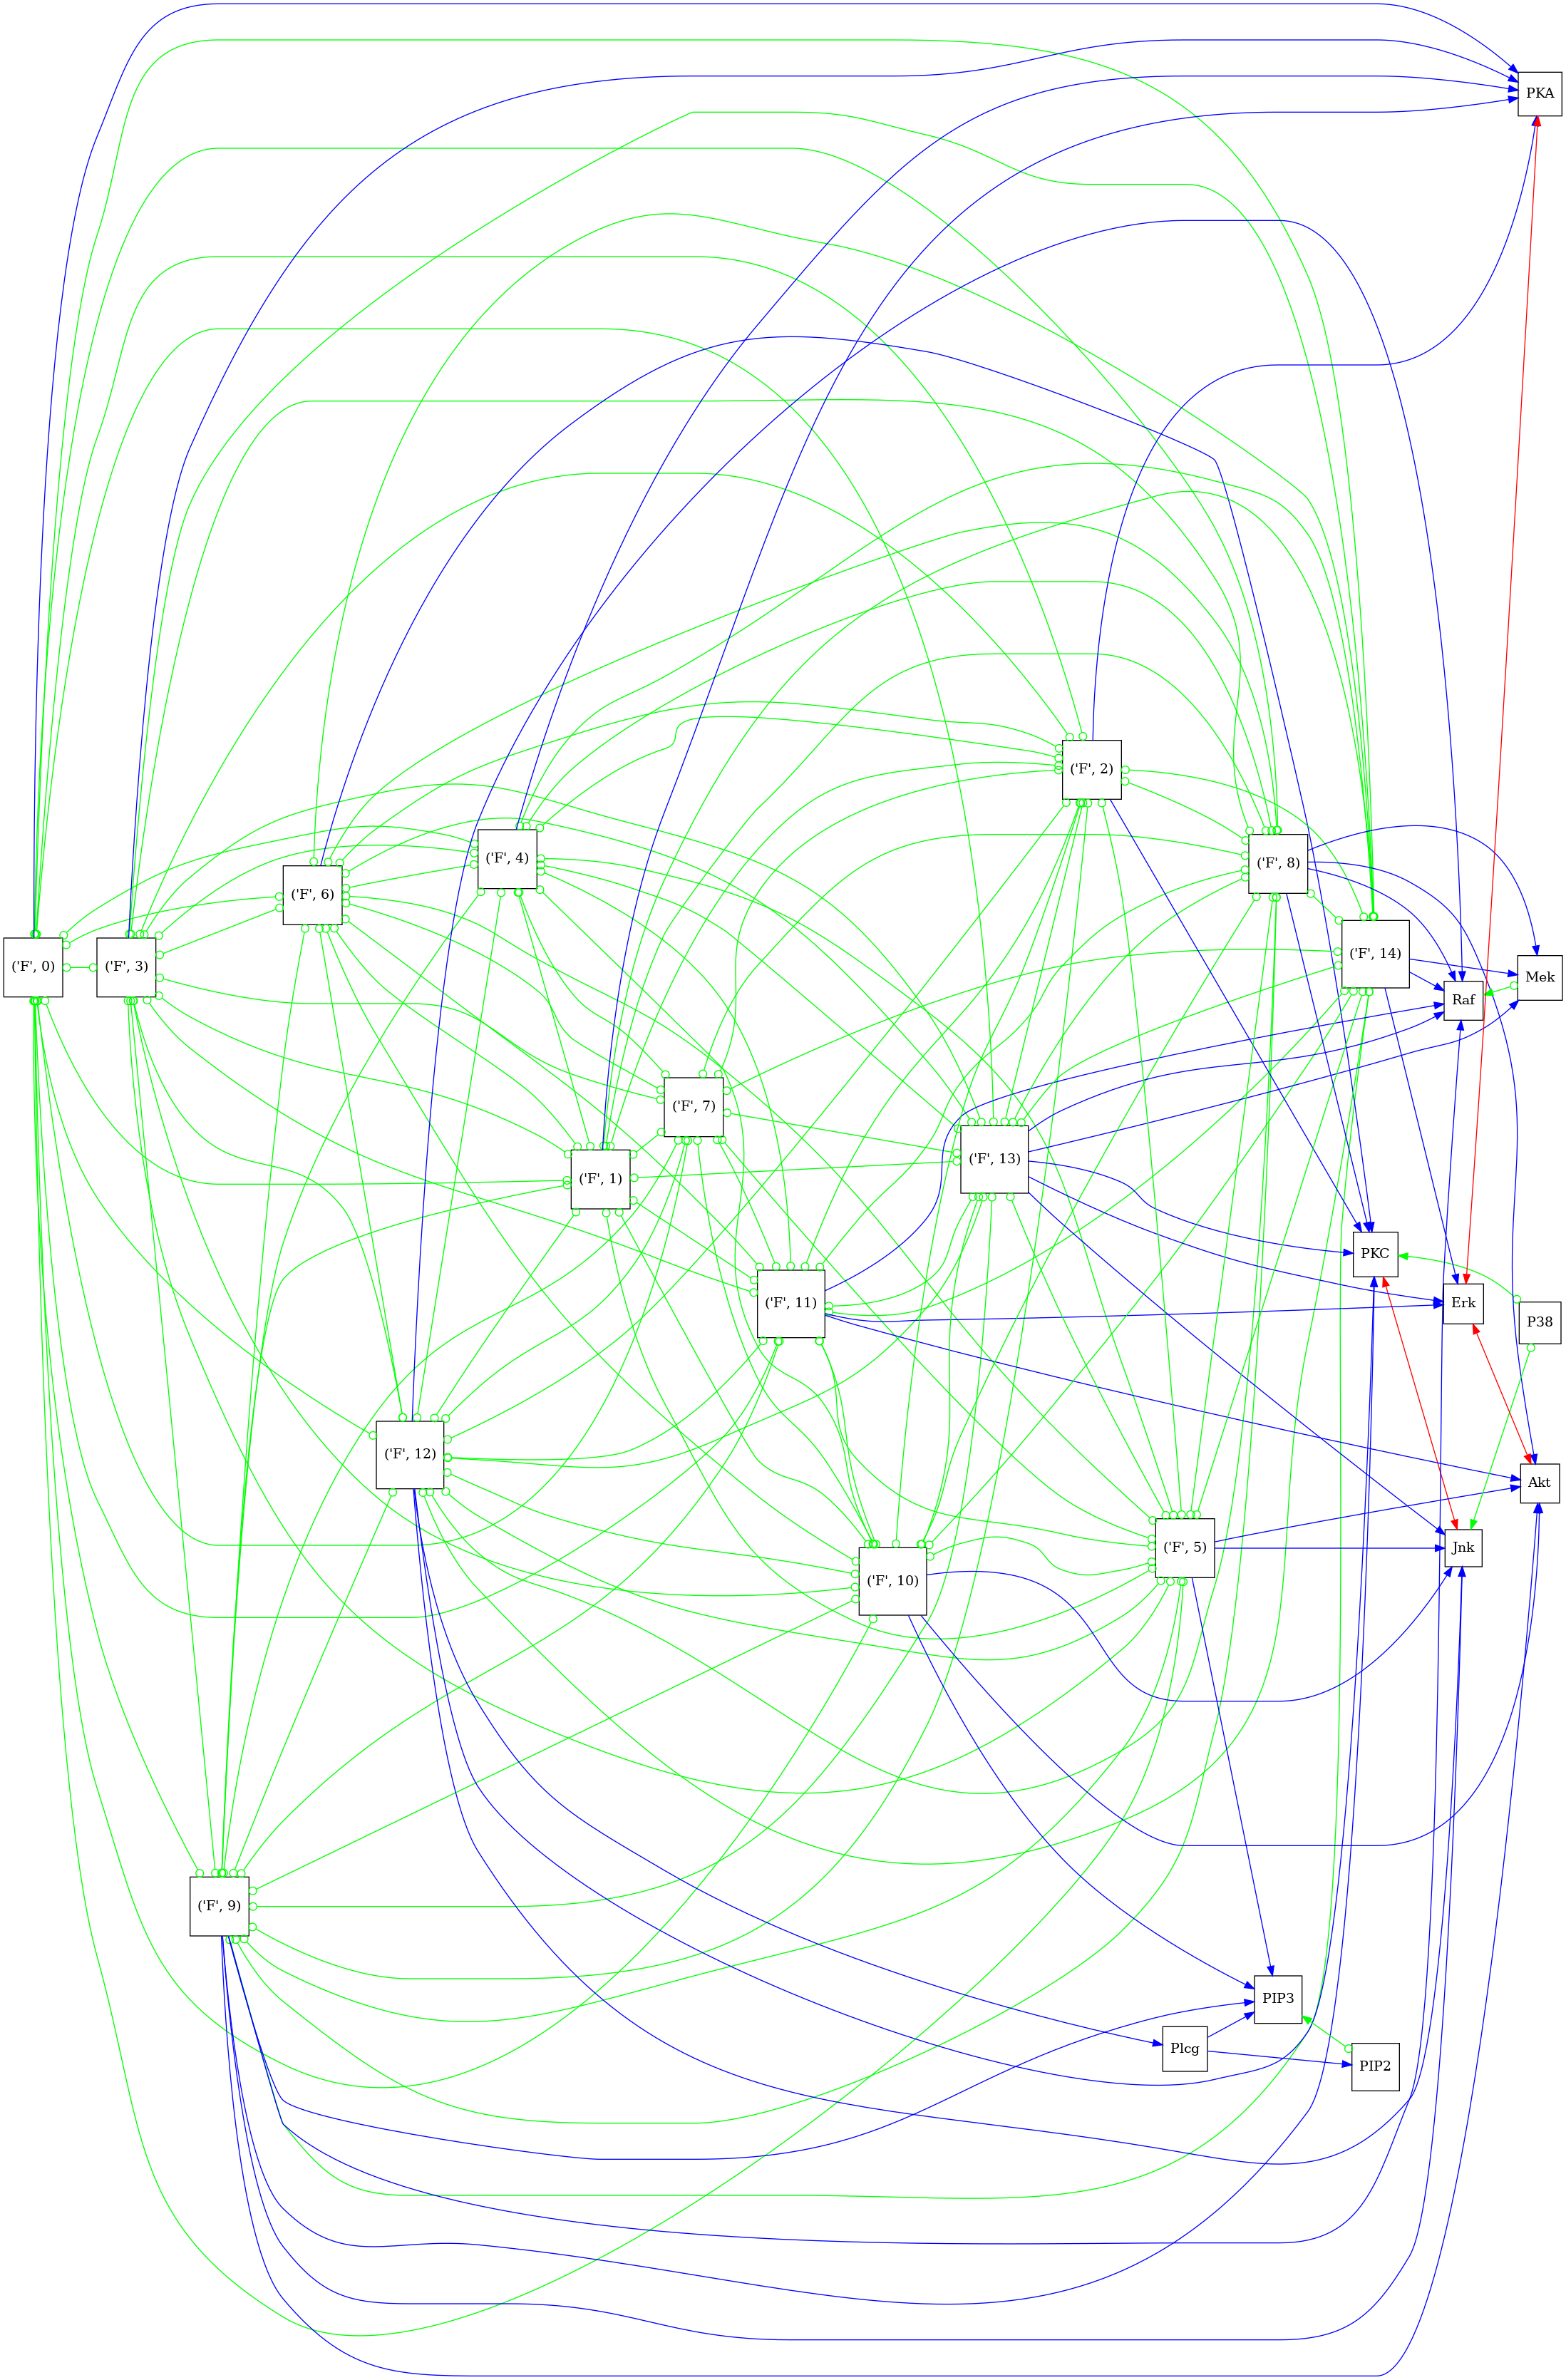 PKA
('F', 2)
('F', 4)
('F', 8)
('F', 6)
('F', 14)
('F', 0)
('F', 3)
Mek
Raf
('F', 7)
('F', 13)
('F', 1)
PKC
('F', 11)
Erk
P38
('F', 12)
Akt
('F', 5)
Jnk
('F', 10)
('F', 9)
PIP3
Plcg
PIP2